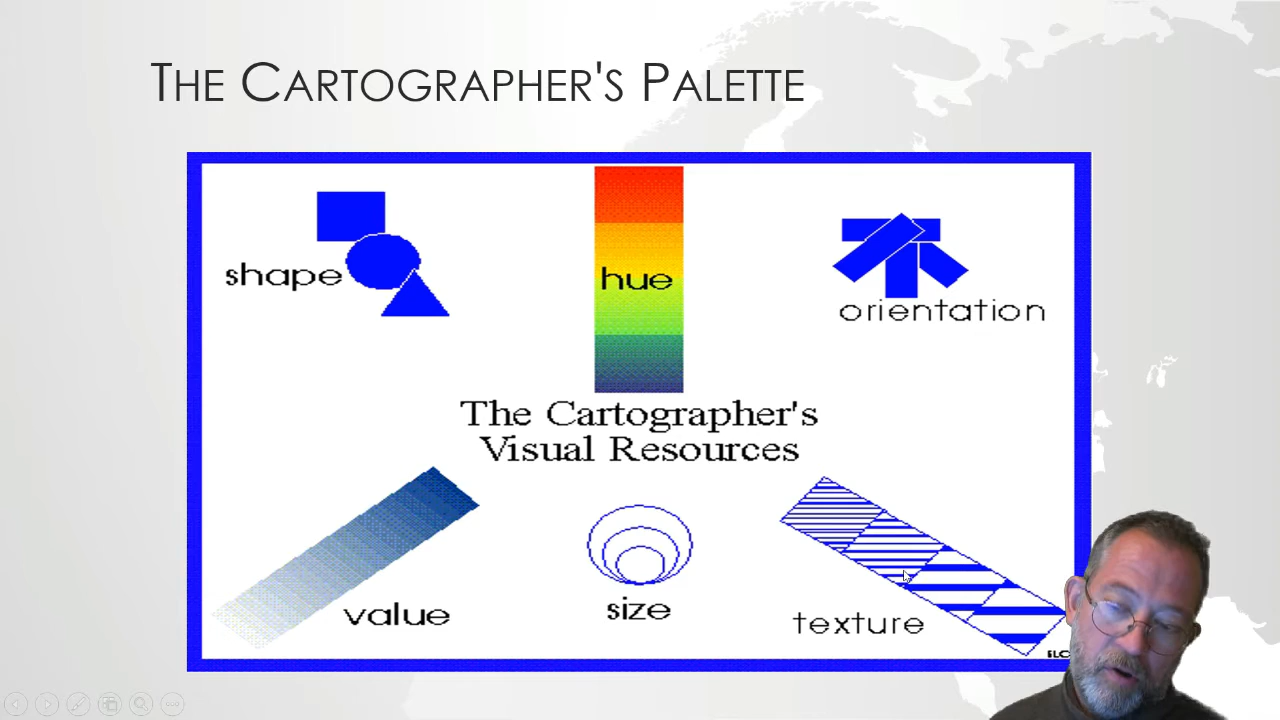 THE CARTOGRAPHER'S PALETTE
shape
hue
orientation
The Cartographer's
Visual Resources
value
size
texture